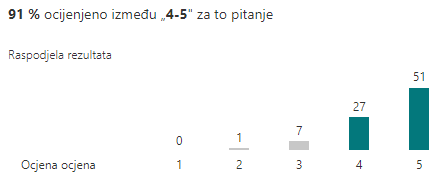 91 % ocijenjeno između „4-5" za to pitanje
Raspodjela rezultata
0 1 7 27 51
Ocjena ocjena 1 2 3 4 5